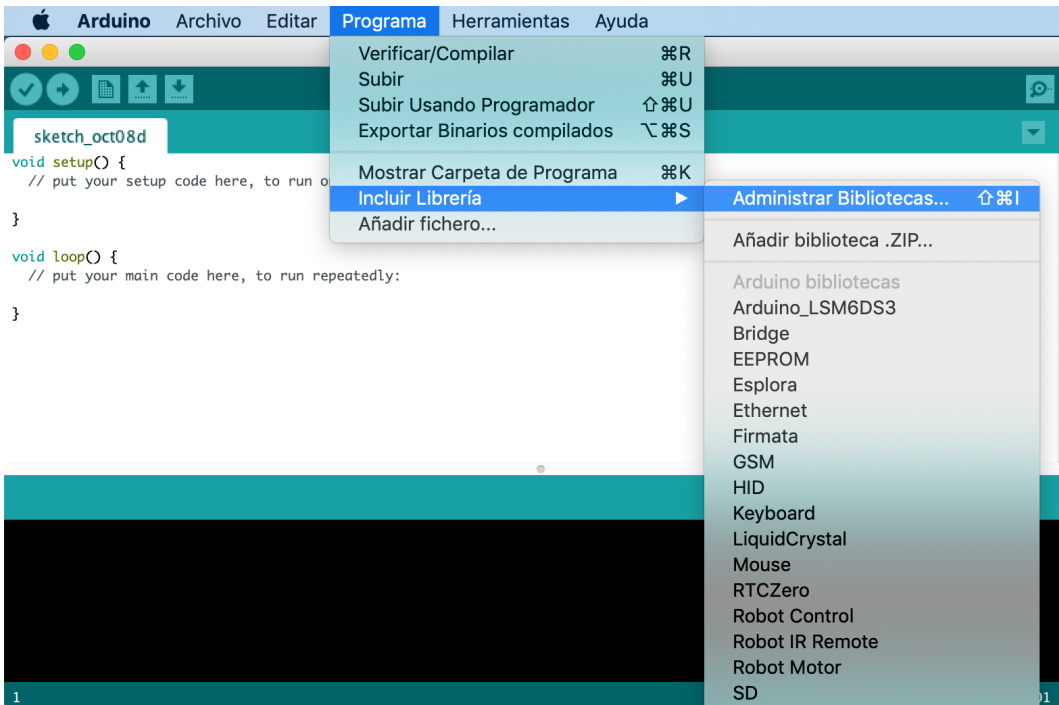 Arduino Archivo Editar Programa Herramientas Ayuda
Verificar/Compilar ⌘R
Subir ⌘U
Subir Usando Programador ⇧⌘U
Exportar Binarios compilados ⌥⌘S
Mostrar Carpeta de Programa ⌘K
Incluir Librería ▶
Añadir fichero...
Administrar Bibliotecas... ⇧⌘I
Añadir biblioteca .ZIP...
Arduino bibliotecas
Arduino_LSM6DS3
Bridge
EEPROM
Esplora
Ethernet
Firmata
GSM
HID
Keyboard
LiquidCrystal
Mouse
RTCZero
Robot Control
Robot IR Remote
Robot Motor
SD
sketch_oct08d
void setup() {
// put your setup code here, to run
}
void loop() {
// put your main code here, to run repeatedly:
}
1